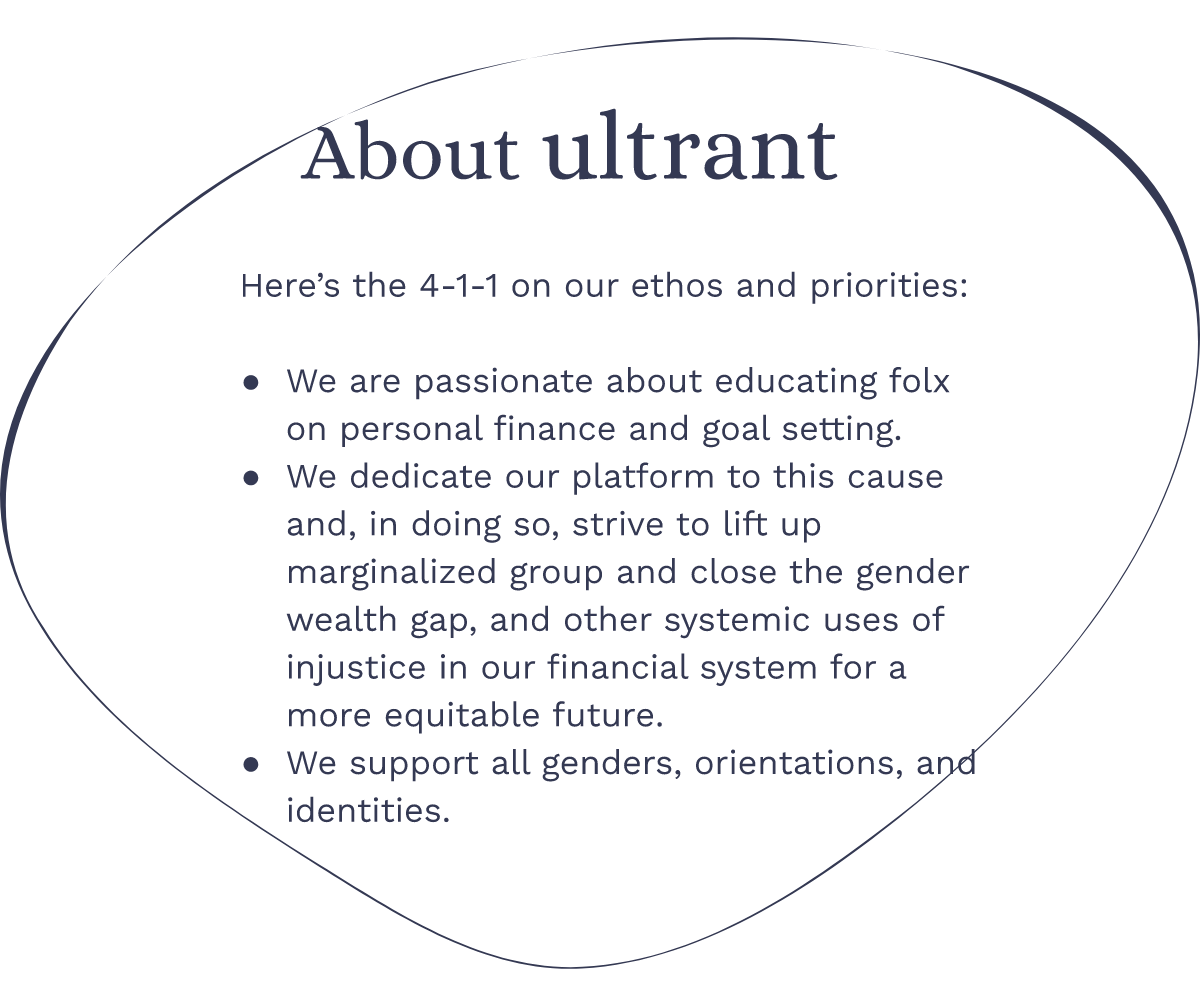 About ultrant
Here’s the 4-1-1 on our ethos and priorities:
● We are passionate about educating folx
on personal finance and goal setting.
● We dedicate our platform to this cause
and, in doing so, strive to lift up
marginalized group and close the gender
wealth gap, and other systemic uses of
injustice in our financial system for a
more equitable future.
● We support all genders, orientations, and
identities.